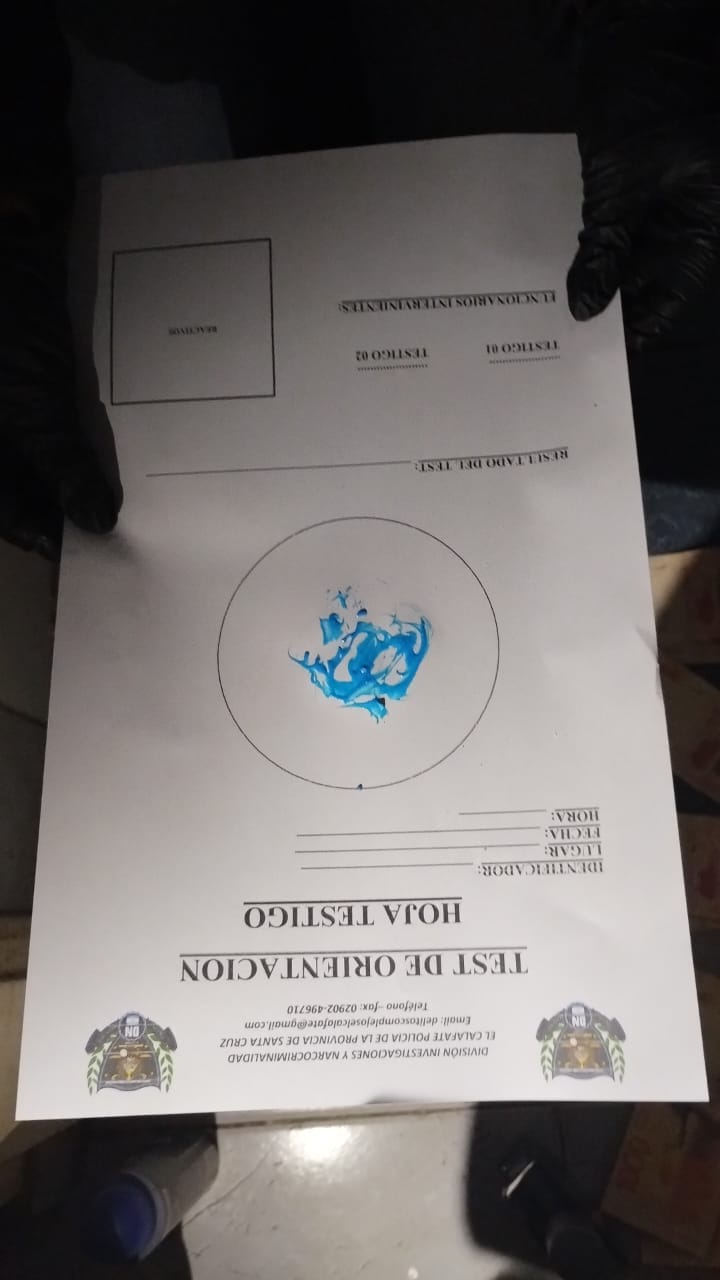 DIVISIÓN INVESTIGACIONES Y NARCOCRIMINALIDAD
EL CALAFATE POLICIA DE LA PROVINCIA DE SANTA CRUZ
Email: delitoscomplejoselcalafate@gmail.com
Teléfono –fax: 02902-496710
DN
DN
TEST DE ORIENTACION
HOJA TESTIGO
IDENTIFICADOR:
LUGAR:
FECHA:
HORA:
RESULTADO DEL TEST:
TESTIGO 01
TESTIGO 02
FUNCIONARIOS INTERVINIENTES:
REACTIVOS